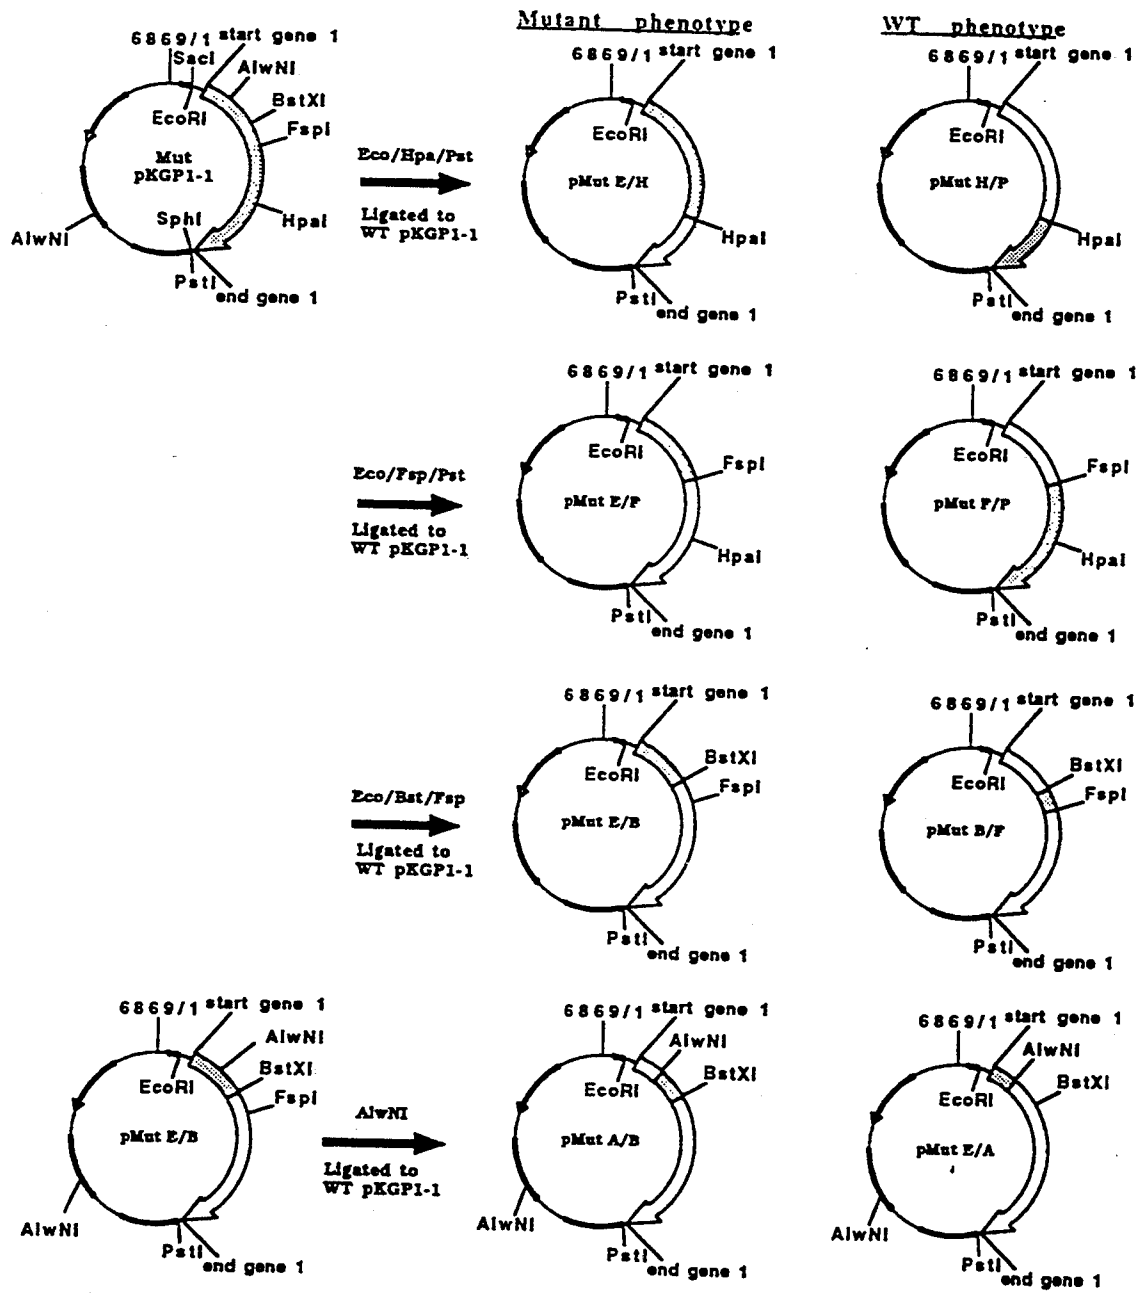 Mutant phenotype
WT phenotype
6869/1 start gene 1
SacI
AlwNI
BstXI
EcoRI
FspI
Mut
pKGP1-1
SphI
HpaI
AlwNI
PstI
end gene 1
Eco/Hpa/Pst
Ligated to
WT pKGP1-1
6869/1 start gene 1
EcoRI
pMut E/H
HpaI
PstI
end gene 1
6869/1 start gene 1
EcoRI
pMut H/P
HpaI
PstI
end gene 1
Eco/Fsp/Pst
Ligated to
WT pKGP1-1
6869/1 start gene 1
EcoRI
FspI
pMut E/F
HpaI
PstI
end gene 1
6869/1 start gene 1
EcoRI
FspI
pMut F/P
HpaI
PstI
end gene 1
Eco/Bst/Fsp
Ligated to
WT pKGP1-1
6869/1 start gene 1
BstXI
EcoRI
FspI
pMut E/B
PstI
end gene 1
6869/1 start gene 1
BstXI
EcoRI
FspI
pMut B/F
PstI
end gene 1
6869/1 start gene 1
AlwNI
BstXI
EcoRI
FspI
pMut E/B
AlwNI
PstI
end gene 1
AlwNI
Ligated to
WT pKGP1-1
6869/1 start gene 1
AlwNI
BstXI
EcoRI
pMut A/B
AlwNI
PstI
end gene 1
6869/1 start gene 1
AlwNI
BstXI
EcoRI
pMut E/A
AlwNI
PstI
end gene 1